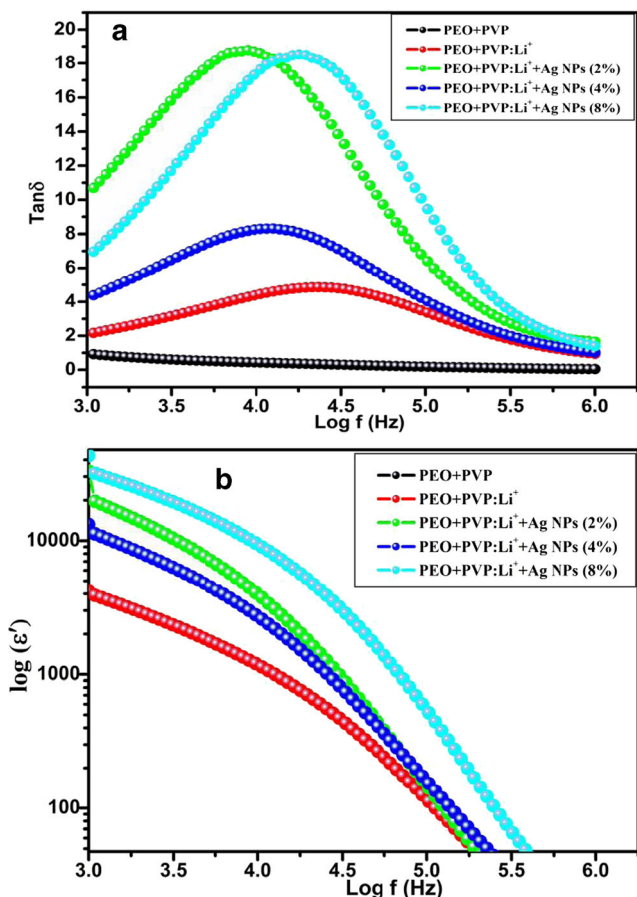 a
PEO+PVP
PEO+PVP:Li⁺
PEO+PVP:Li⁺+Ag NPs (2%)
PEO+PVP:Li⁺+Ag NPs (4%)
PEO+PVP:Li⁺+Ag NPs (8%)
20
18
16
14
12
10
8
6
4
2
0
Tanδ
3.0 3.5 4.0 4.5 5.0 5.5 6.0
Log f (Hz)
b
PEO+PVP
PEO+PVP:Li⁺
PEO+PVP:Li⁺+Ag NPs (2%)
PEO+PVP:Li⁺+Ag NPs (4%)
PEO+PVP:Li⁺+Ag NPs (8%)
10000
1000
100
log (ε′)
3.0 3.5 4.0 4.5 5.0 5.5 6.0
Log f (Hz)